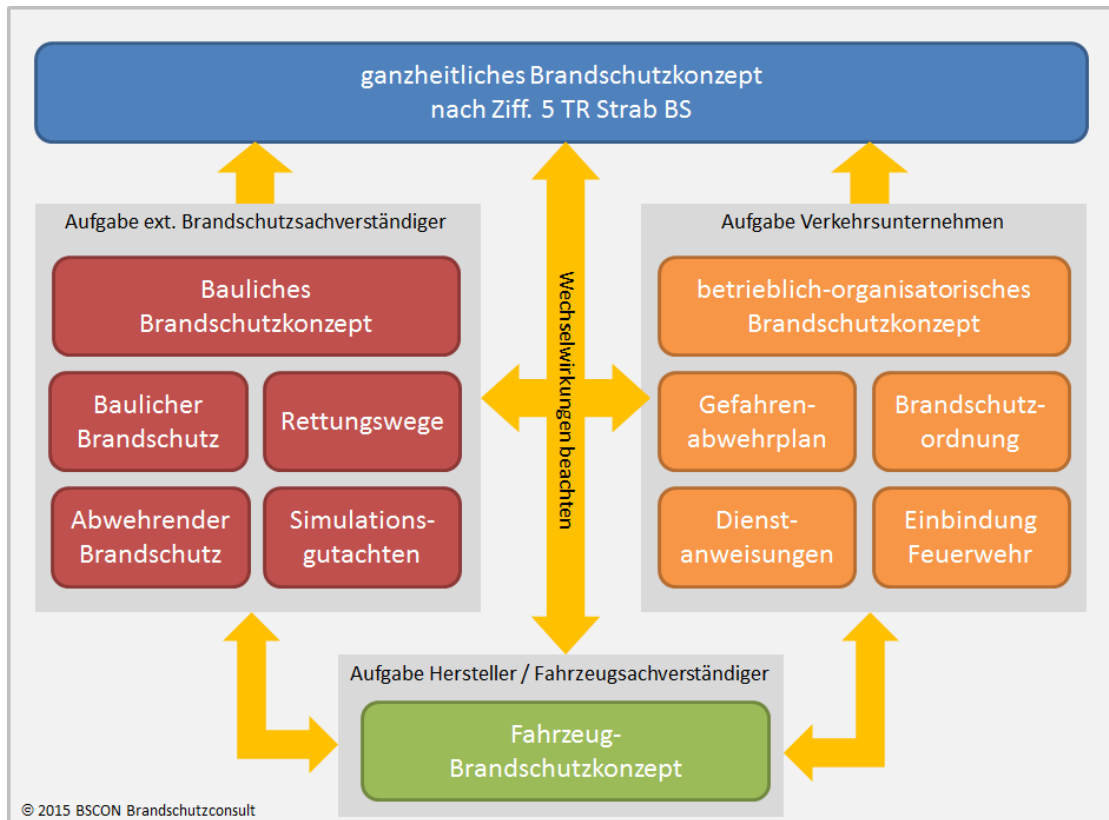 ganzheitliches Brandschutzkonzept
nach Ziff. 5 TR Strab BS
Aufgabe ext. Brandschutzsachverständiger
Bauliches
Brandschutzkonzept
Baulicher
Brandschutz
Rettungswege
Abwehrender
Brandschutz
Simulations-
gutachten
Wechselwirkungen beachten
Aufgabe Verkehrsunternehmen
betrieblich-organisatorisches
Brandschutzkonzept
Gefahren-
abwehrplan
Brandschutz-
ordnung
Dienst-
anweisungen
Einbindung
Feuerwehr
Aufgabe Hersteller / Fahrzeugsachverständiger
Fahrzeug-
Brandschutzkonzept
© 2015 BSCON Brandschutzconsult